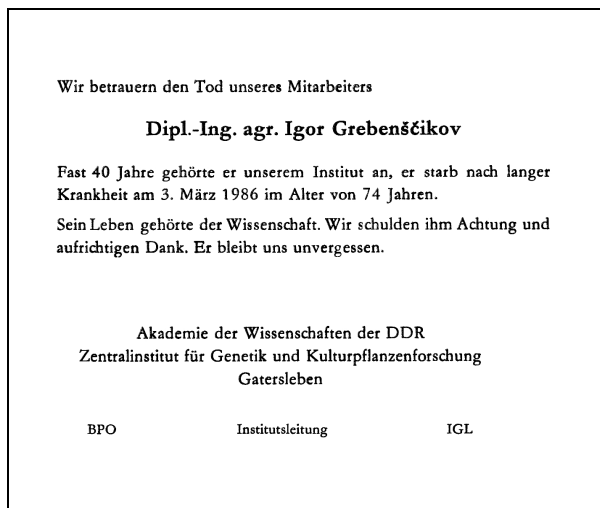 Wir betrauern den Tod unseres Mitarbeiters
Dipl.-Ing. agr. Igor Grebenščikov
Fast 40 Jahre gehörte er unserem Institut an, er starb nach langer
Krankheit am 3. März 1986 im Alter von 74 Jahren.
Sein Leben gehörte der Wissenschaft. Wir schulden ihm Achtung und
aufrichtigen Dank. Er bleibt uns unvergessen.
Akademie der Wissenschaften der DDR
Zentralinstitut für Genetik und Kulturpflanzenforschung
Gatersleben
BPO Institutsleitung IGL